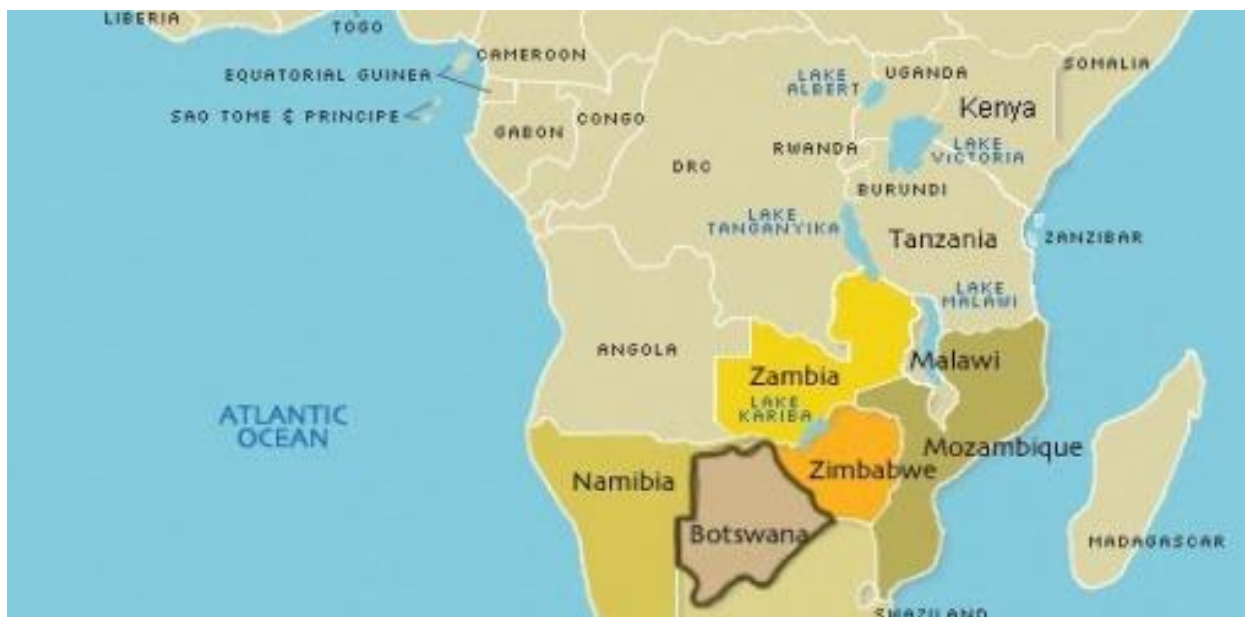 LIBERIA
TOGO
CAMEROON
EQUATORIAL GUINEA
SAO TOME & PRINCIPE
GABON
CONGO
DRC
LAKE
ALBERT
UGANDA
SOMALIA
Kenya
RWANDA
LAKE
VICTORIA
BURUNDI
LAKE
TANGANYIKA
Tanzania
ZANZIBAR
LAKE
MALAWI
ANGOLA
Zambia
Malawi
LAKE
KARIBA
ATLANTIC
OCEAN
Namibia
Zimbabwe
Mozambique
Botswana
MADAGASCAR
SWAZILAND